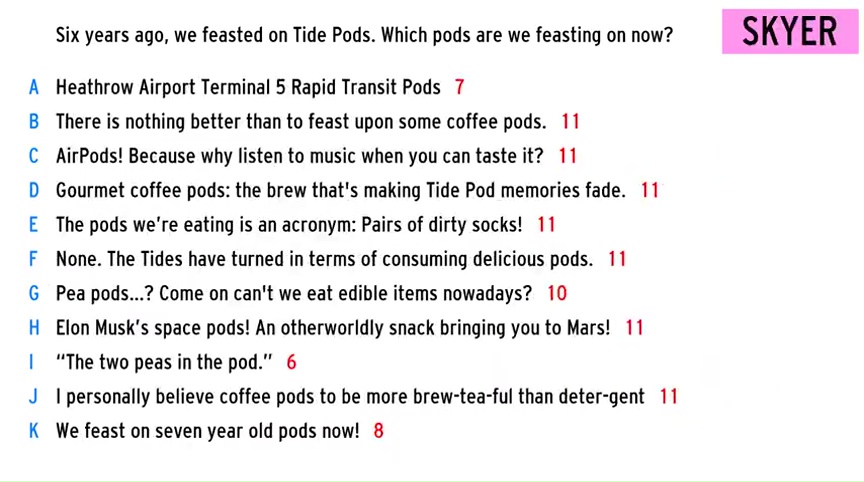 Six years ago, we feasted on Tide Pods. Which pods are we feasting on now?
SKYER
A Heathrow Airport Terminal 5 Rapid Transit Pods 7
B There is nothing better than to feast upon some coffee pods. 11
C AirPods! Because why listen to music when you can taste it? 11
D Gourmet coffee pods: the brew that's making Tide Pod memories fade. 11
E The pods we’re eating is an acronym: Pairs of dirty socks! 11
F None. The Tides have turned in terms of consuming delicious pods. 11
G Pea pods...? Come on can't we eat edible items nowadays? 10
H Elon Musk’s space pods! An otherworldly snack bringing you to Mars! 11
I “The two peas in the pod.” 6
J I personally believe coffee pods to be more brew-tea-ful than deter-gent 11
K We feast on seven year old pods now! 8